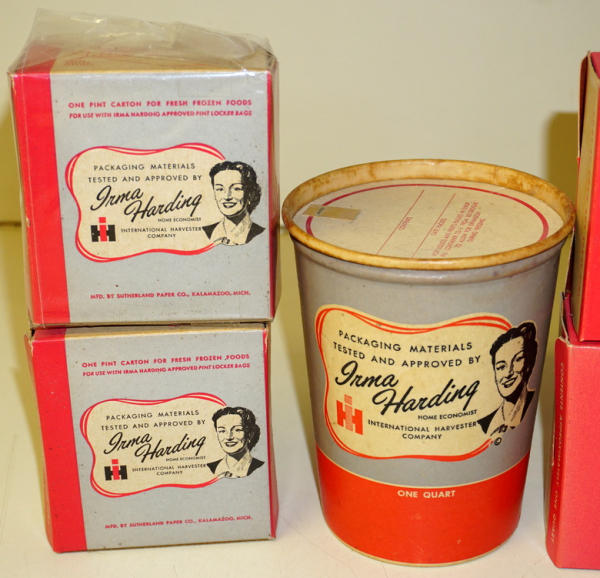 ONE PINT CARTON FOR FRESH FROZEN FOODS
FOR USE WITH IRMA HARDING APPROVED PINT LOCKER BAGS
PACKAGING MATERIALS
TESTED AND APPROVED BY
Irma
Harding
HOME ECONOMIST
IH INTERNATIONAL HARVESTER
COMPANY
MFD. BY SUTHERLAND PAPER CO., KALAMAZOO, MICH.
ONE PINT CARTON FOR FRESH FROZEN FOODS
FOR USE WITH IRMA HARDING APPROVED PINT LOCKER BAGS
PACKAGING MATERIALS
TESTED AND APPROVED BY
Irma
Harding
HOME ECONOMIST
IH INTERNATIONAL HARVESTER
COMPANY
MFD. BY SUTHERLAND PAPER CO., KALAMAZOO, MICH.
CONTENTS
PACKAGING MATERIALS
TESTED AND APPROVED BY
Irma
Harding
HOME ECONOMIST
IH INTERNATIONAL HARVESTER
COMPANY
©
ONE QUART